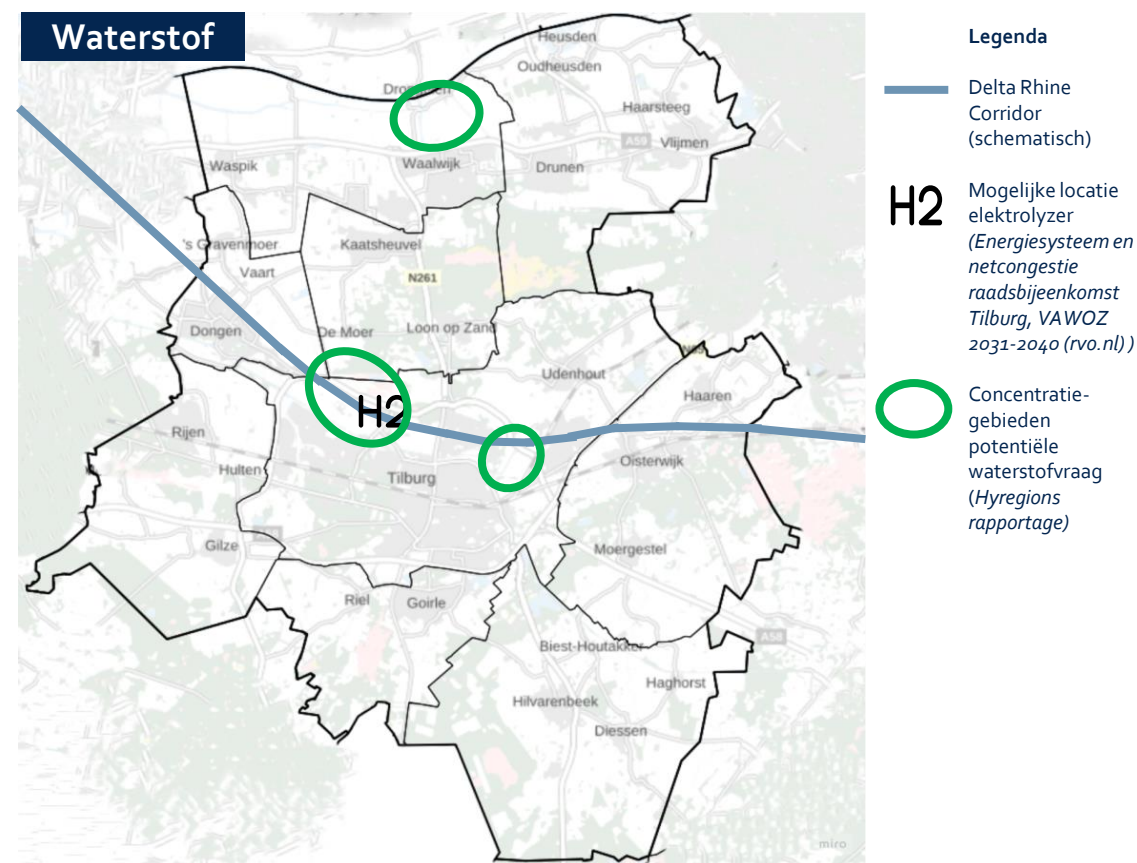 Waterstof
Heusden
Oudheusden
Haarsteeg
A59
Vlijmen
Waspik
Waalwijk
Drunen
's Gravenmoer
Kaatsheuvel
Vaart
N261
Dongen
De Moer
Loon op Zand
Udenhout
Haaren
H2
Rijen
Hulten
Tilburg
Oisterwijk
Gilze
Moergestel
Riel
Goirle
A58
Biest-Houtakker
Haghorst
Hilvarenbeek
Diessen
miro
Legenda
Delta Rhine
Corridor
(schematisch)
H2
Mogelijke locatie
elektrolyzer
(Energiesysteem en
netcongestie
raadsbijeenkomst
Tilburg, VAWOZ
2031-2040 (rvo.nl) )
Concentratie-
gebieden
potentiële
waterstofvraag
(Hyregions
rapportage)